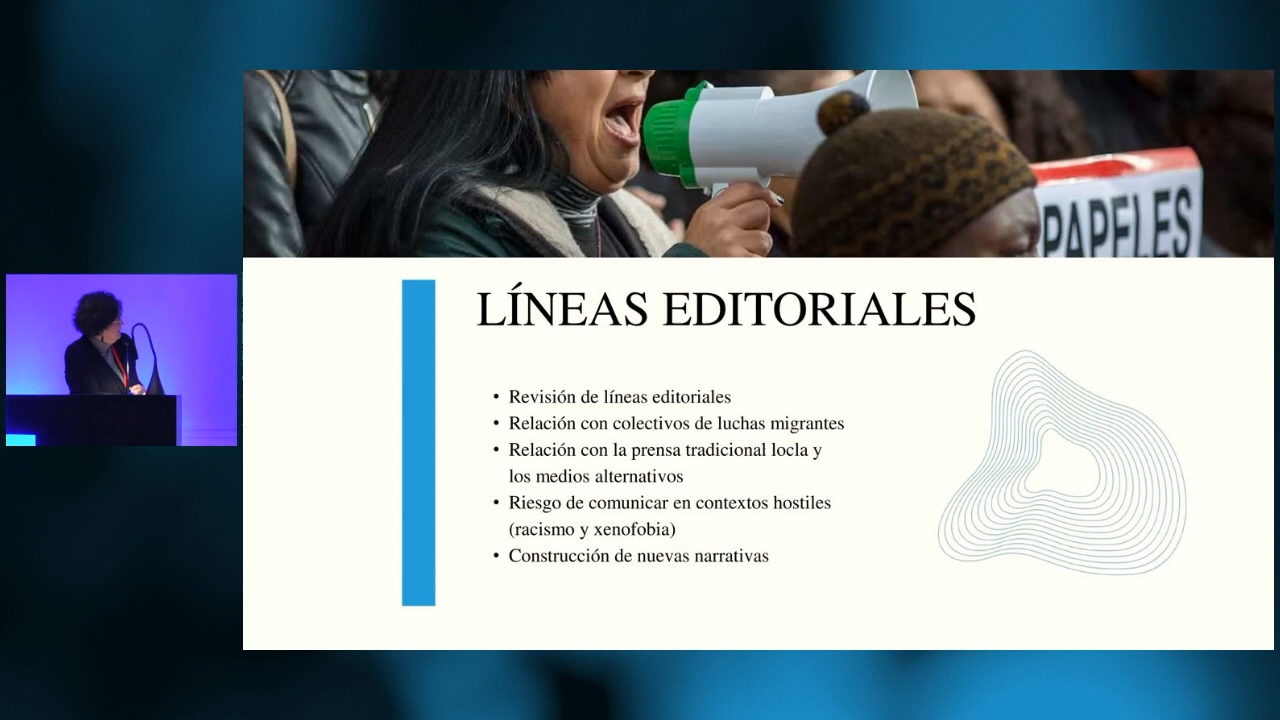 PAPELES
LÍNEAS EDITORIALES
• Revisión de líneas editoriales
• Relación con colectivos de luchas migrantes
• Relación con la prensa tradicional locla y
los medios alternativos
• Riesgo de comunicar en contextos hostiles
(racismo y xenofobia)
• Construcción de nuevas narrativas